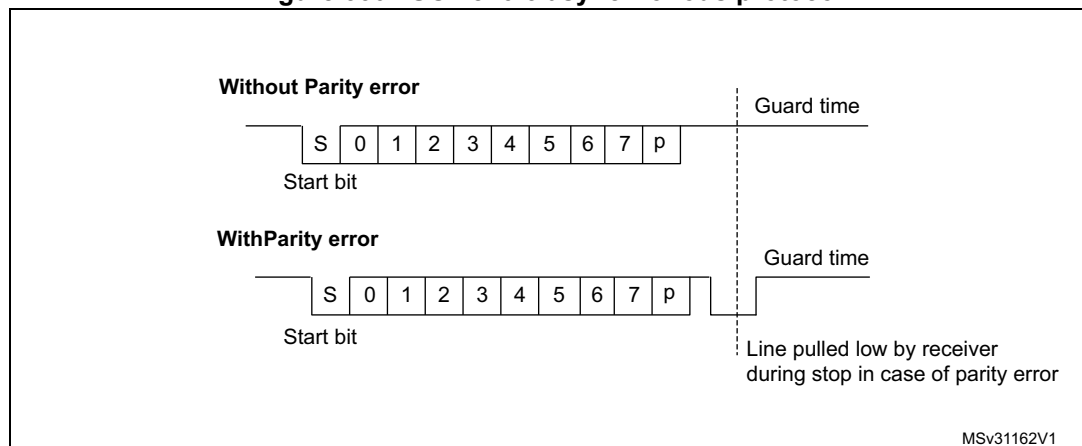 Without Parity error
Guard time
S 0 1 2 3 4 5 6 7 p
Start bit
WithParity error
Guard time
S 0 1 2 3 4 5 6 7 p
Start bit
Line pulled low by receiver
during stop in case of parity error
MSv31162V1